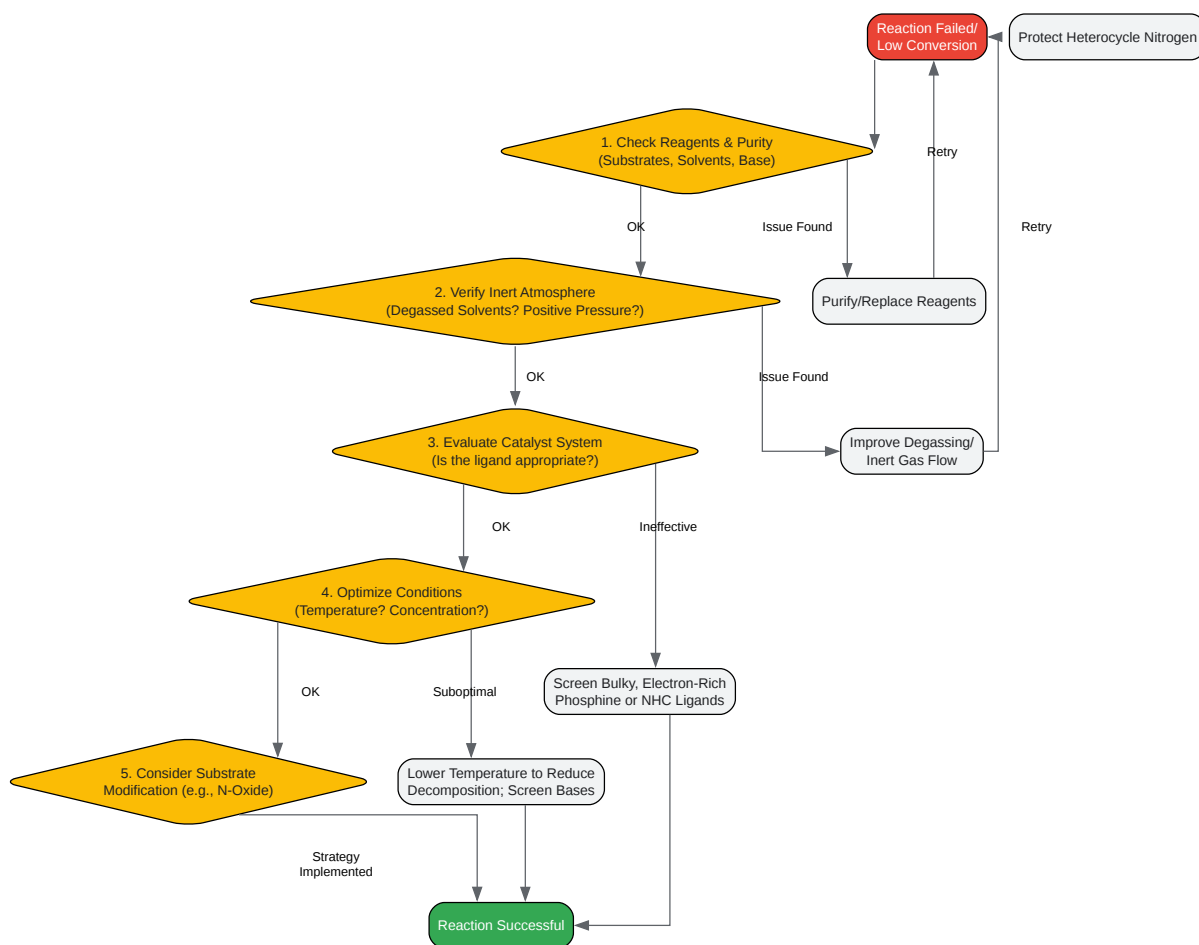 Reaction Failed/
Low Conversion
Protect Heterocycle Nitrogen
1. Check Reagents & Purity
(Substrates, Solvents, Base)
Retry
OK
Issue Found
Retry
2. Verify Inert Atmosphere
(Degassed Solvents? Positive Pressure?)
Purify/Replace Reagents
OK
Issue Found
3. Evaluate Catalyst System
(Is the ligand appropriate?)
Improve Degassing/
Inert Gas Flow
OK
Ineffective
4. Optimize Conditions
(Temperature? Concentration?)
OK
Suboptimal
Screen Bulky, Electron-Rich
Phosphine or NHC Ligands
5. Consider Substrate
Modification (e.g., N-Oxide)
Lower Temperature to Reduce
Decomposition; Screen Bases
Strategy
Implemented
Reaction Successful